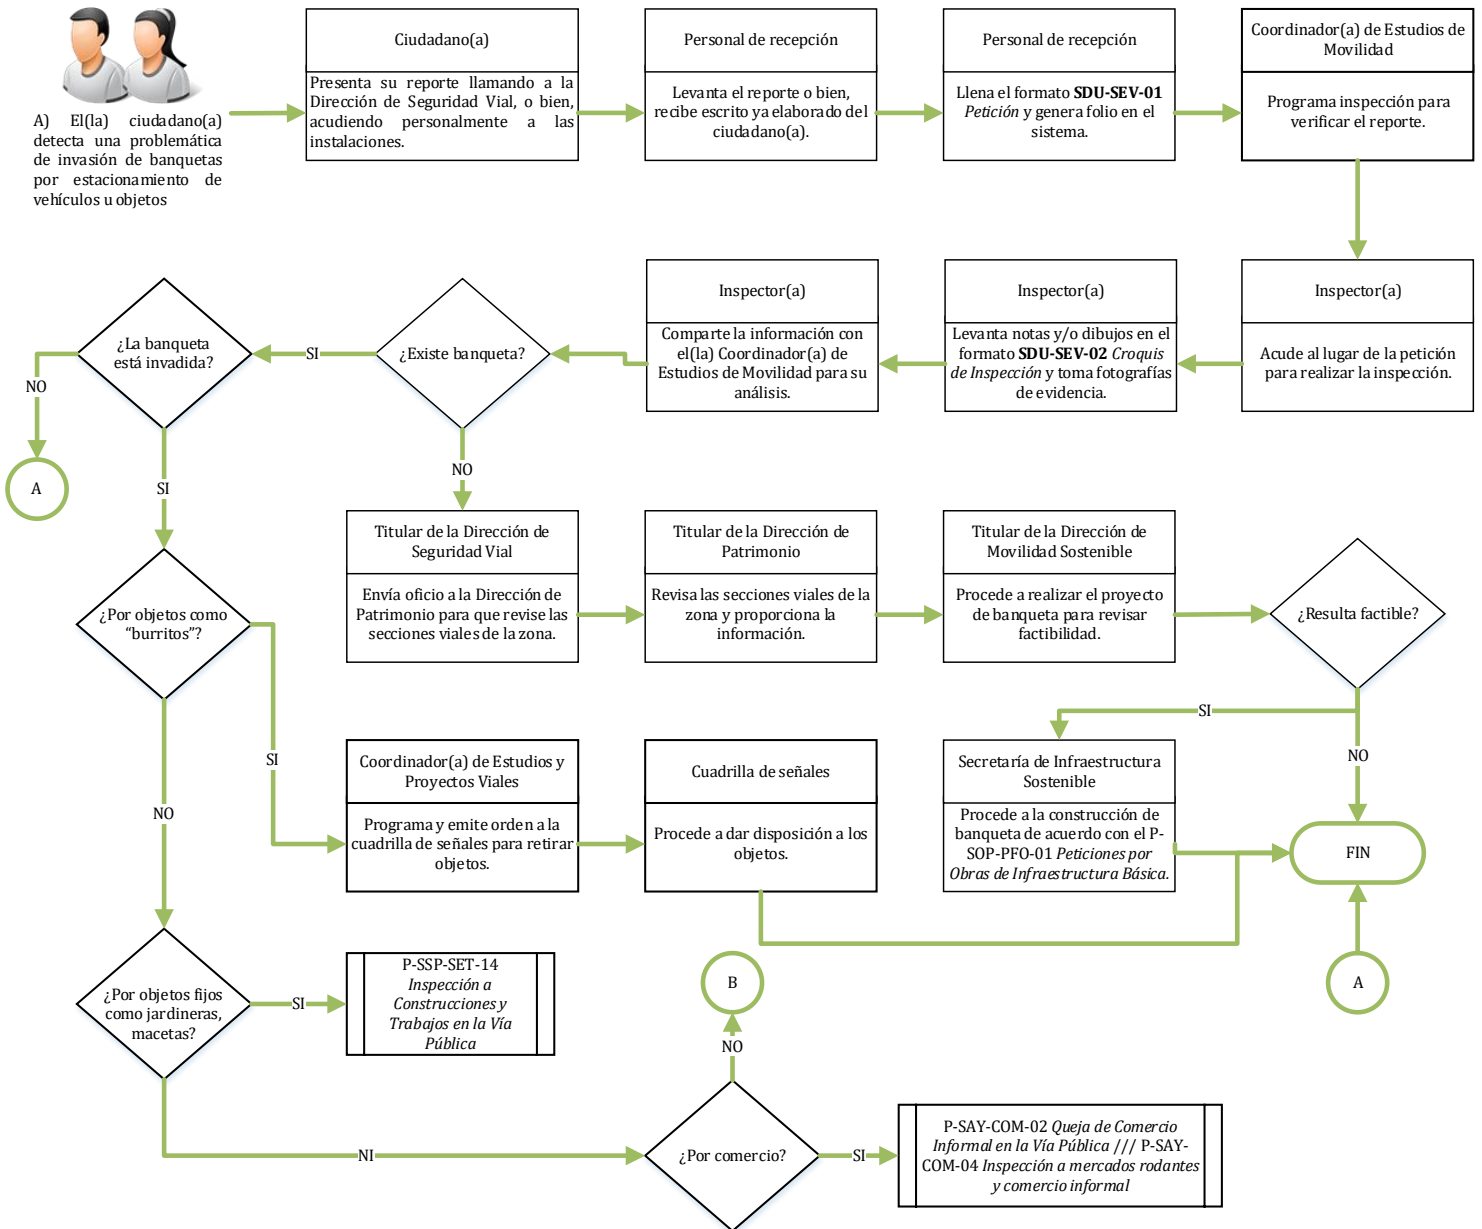 A) El(la) ciudadano(a)
detecta una problemática
de invasión de banquetas
por estacionamiento de
vehículos u objetos
Ciudadano(a)
Presenta su reporte llamando a la
Dirección de Seguridad Vial, o bien,
acudiendo personalmente a las
instalaciones.
Personal de recepción
Levanta el reporte o bien,
recibe escrito ya elaborado del
ciudadano(a).
Personal de recepción
Llena el formato SDU-SEV-01
Petición y genera folio en el
sistema.
Coordinador(a) de Estudios de
Movilidad
Programa inspección para
verificar el reporte.
Inspector(a)
Acude al lugar de la petición
para realizar la inspección.
Inspector(a)
Levanta notas y/o dibujos en el
formato SDU-SEV-02 Croquis
de Inspección y toma fotografías
de evidencia.
Inspector(a)
Comparte la información con
el(la) Coordinador(a) de
Estudios de Movilidad para su
análisis.
¿Existe banqueta?
SI
¿La banqueta
está invadida?
NO
A
SI
NO
Titular de la Dirección de
Seguridad Vial
Envía oficio a la Dirección de
Patrimonio para que revise las
secciones viales de la zona.
Titular de la Dirección de
Patrimonio
Revisa las secciones viales de la
zona y proporciona la
información.
Titular de la Dirección de
Movilidad Sostenible
Procede a realizar el proyecto
de banqueta para revisar
factibilidad.
¿Resulta factible?
SI
NO
¿Por objetos como
“burritos”?
SI
NO
Coordinador(a) de Estudios y
Proyectos Viales
Programa y emite orden a la
cuadrilla de señales para retirar
objetos.
Cuadrilla de señales
Procede a dar disposición a los
objetos.
Secretaría de Infraestructura
Sostenible
Procede a la construcción de
banqueta de acuerdo con el P-
SOP-PFO-01 Peticiones por
Obras de Infraestructura Básica.
FIN
A
¿Por objetos fijos
como jardineras,
macetas?
SI
P-SSP-SET-14
Inspección a
Construcciones y
Trabajos en la Vía
Pública
B
NO
NI
¿Por comercio?
SI
P-SAY-COM-02 Queja de Comercio
Informal en la Vía Pública /// P-SAY-
COM-04 Inspección a mercados rodantes
y comercio informal